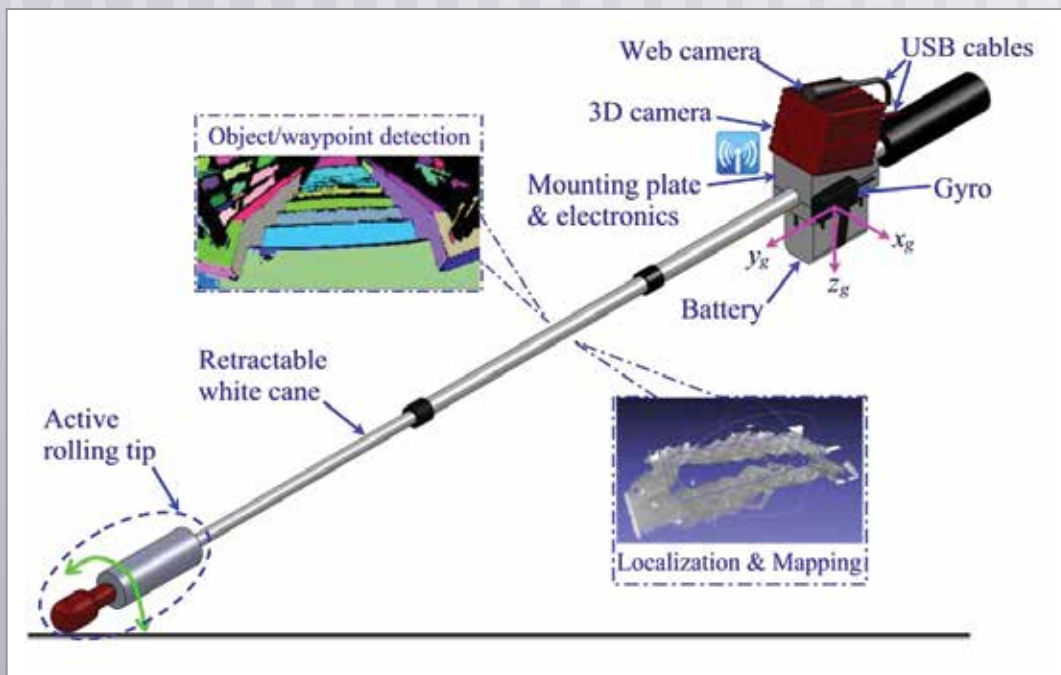 Web camera
USB cables
Object/waypoint detection
3D camera
Mounting plate
& electronics
Gyro
x_g
y_g
z_g
Battery
Retractable
white cane
Active
rolling tip
Localization & Mapping